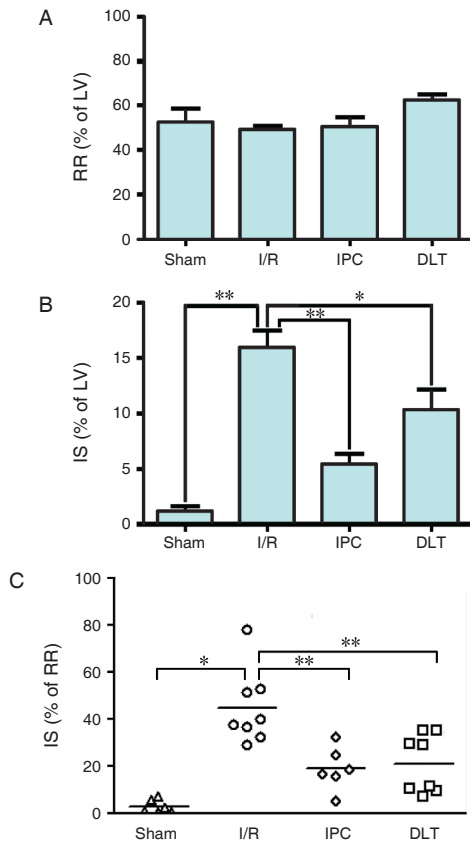 A
RR (% of LV)
100
80
60
40
20
0
Sham I/R IPC DLT
B
IS (% of LV)
20
15
10
5
0
** * **
Sham I/R IPC DLT
C
IS (% of RR)
100
80
60
40
20
0
* ** **
Sham I/R IPC DLT